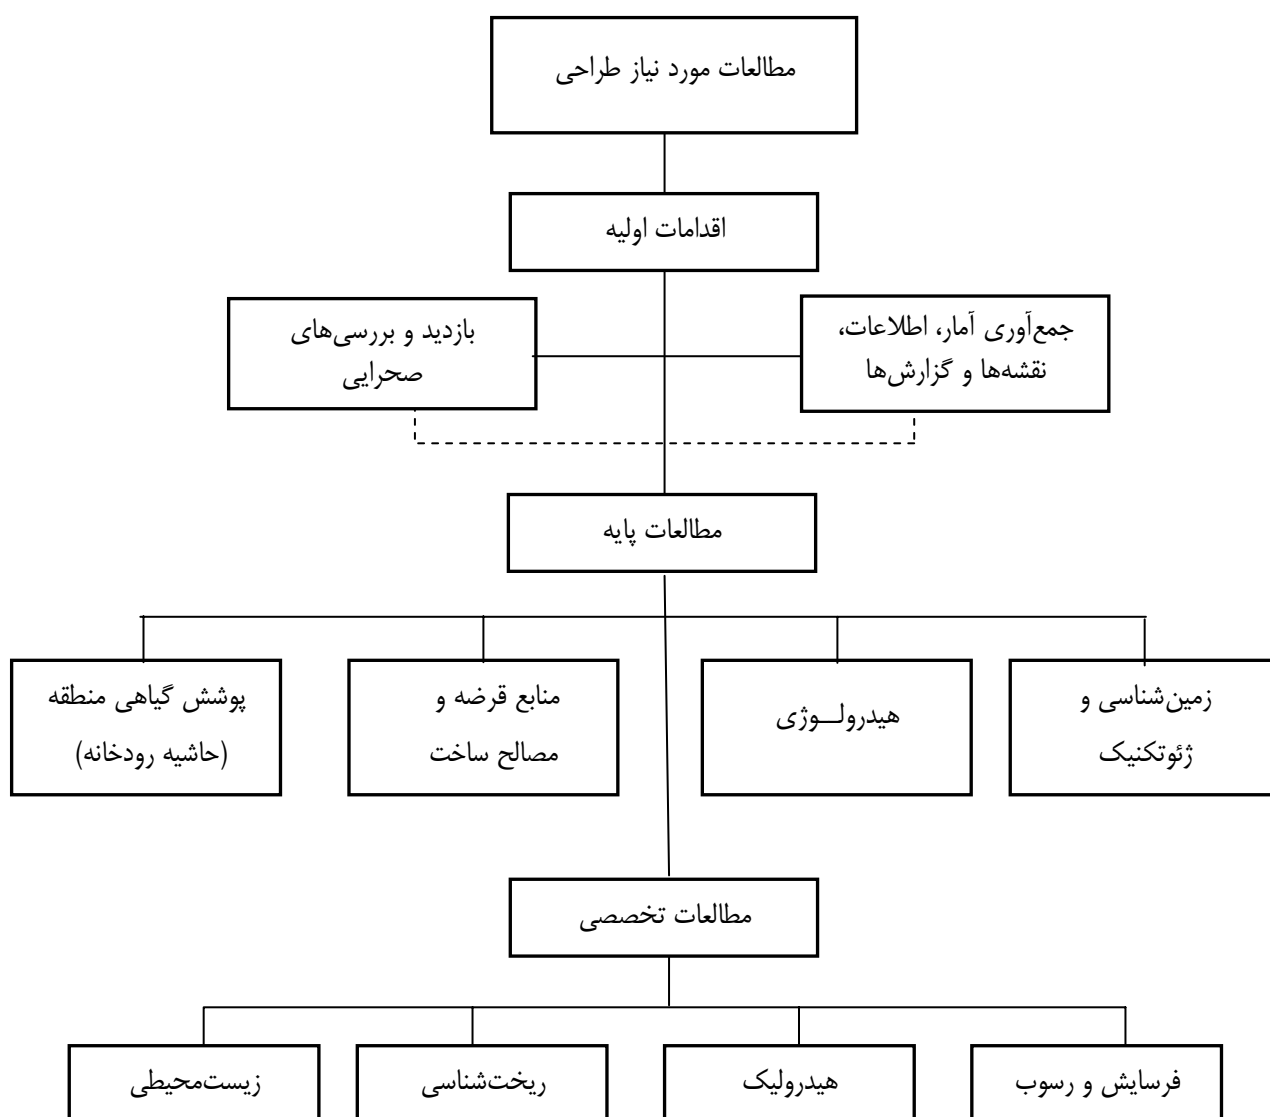 مطالعات مورد نیاز طراحی
اقدامات اولیه
جمع‌آوری آمار، اطلاعات،
نقشه‌ها و گزارش‌ها
بازدید و بررسی‌های
صحرایی
مطالعات پایه
زمین‌شناسی و
ژئوتکنیک
هیدرولــوژی
منابع قرضه و
مصالح ساخت
پوشش گیاهی منطقه
(حاشیه رودخانه)
مطالعات تخصصی
فرسایش و رسوب
هیدرولیک
ریخت‌شناسی
زیست‌محیطی